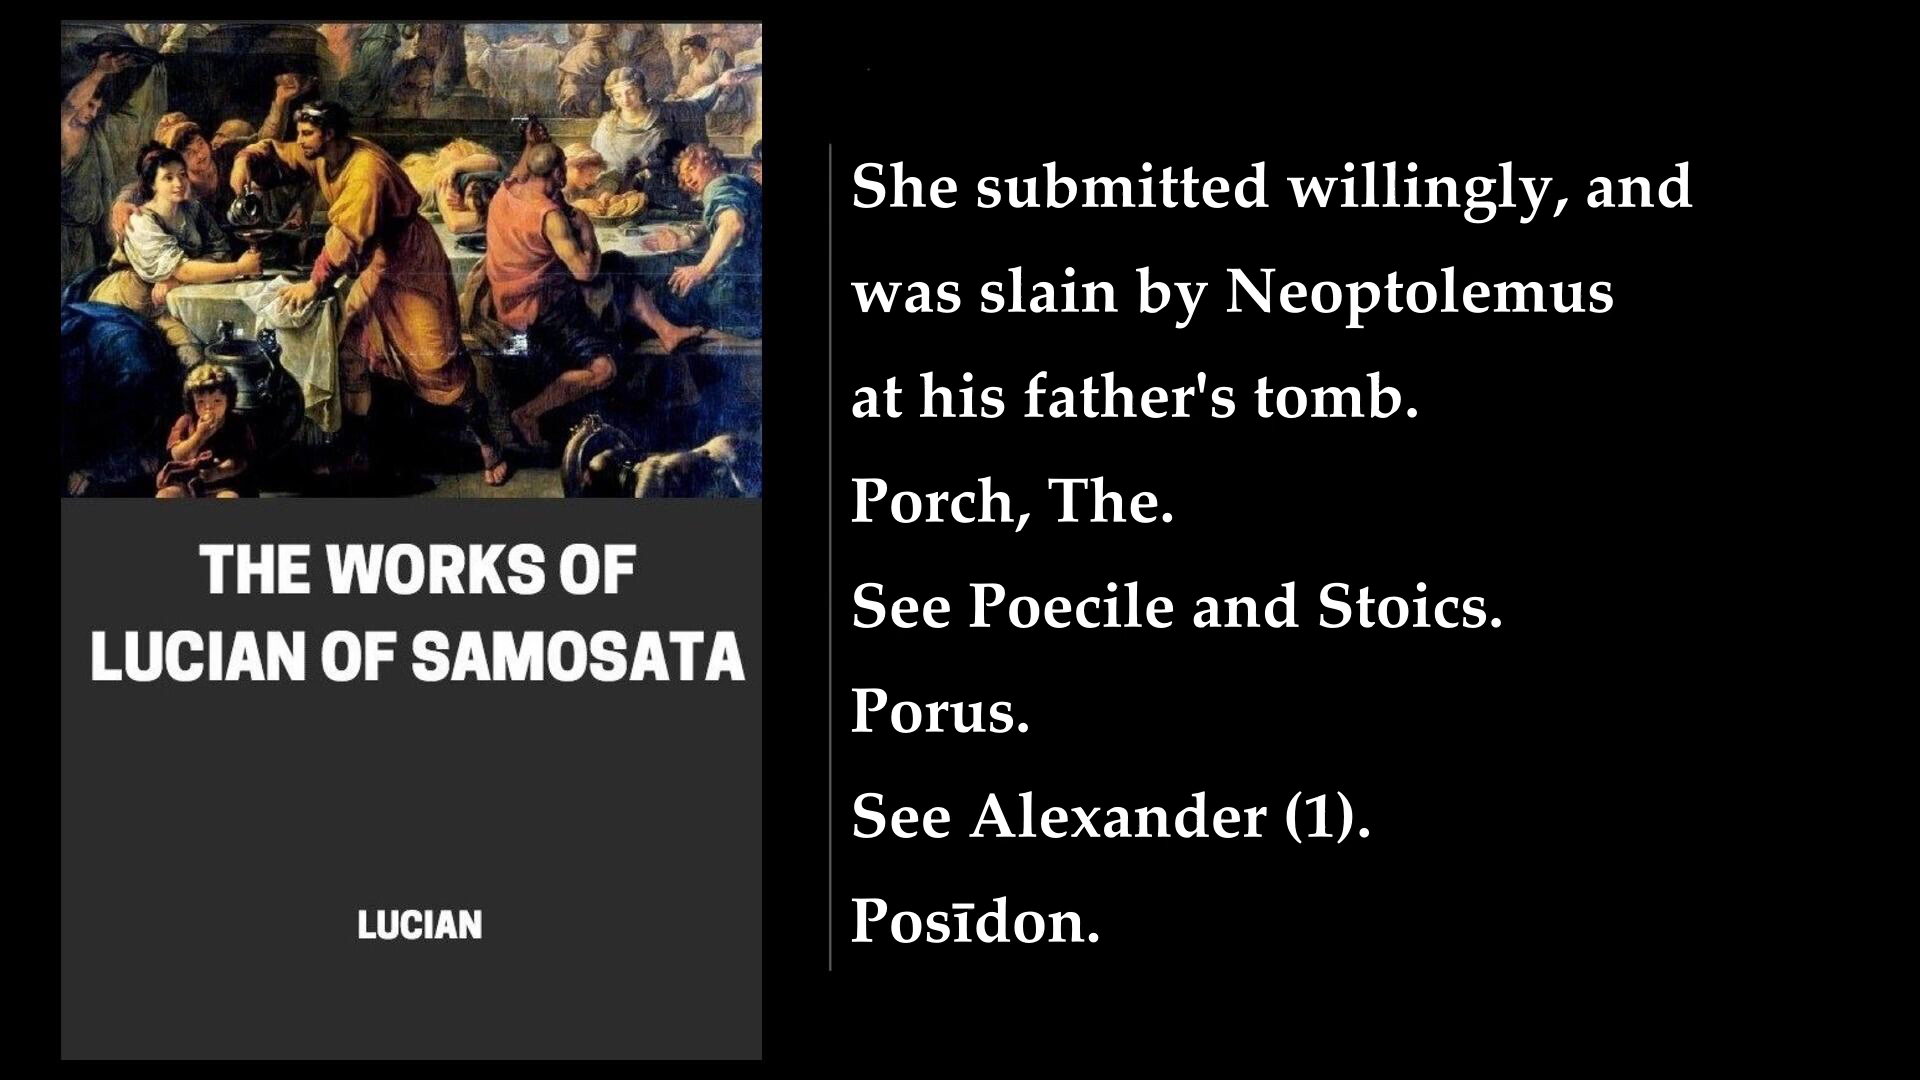 THE WORKS OF
LUCIAN OF SAMOSATA
LUCIAN
She submitted willingly, and
was slain by Neoptolemus
at his father's tomb.
Porch, The.
See Poecile and Stoics.
Porus.
See Alexander (1).
Posīdon.